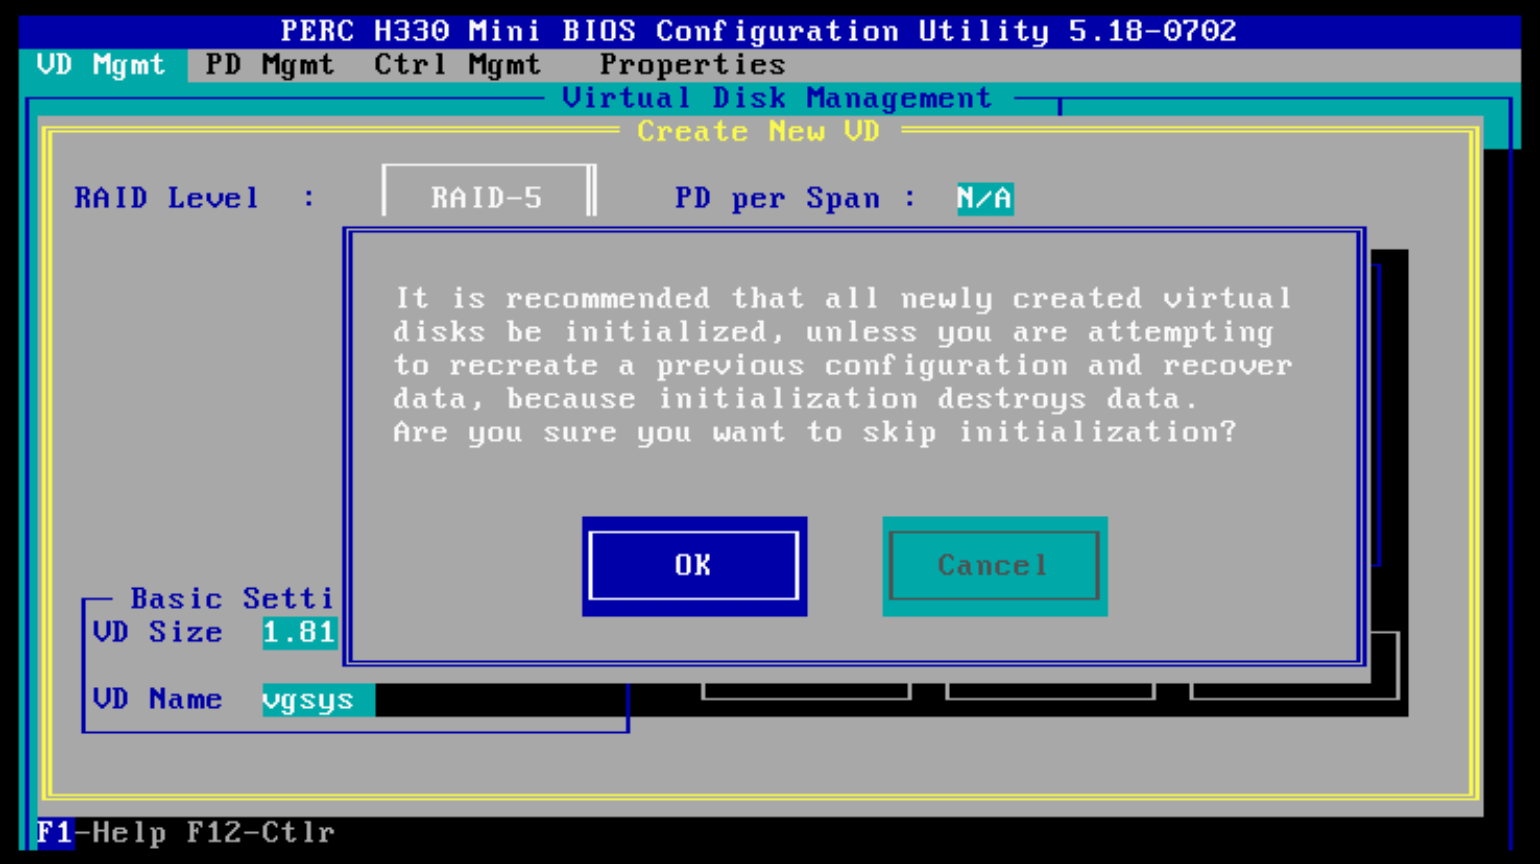 PERC H330 Mini BIOS Configuration Utility 5.18-0702
VD Mgmt PD Mgmt Ctrl Mgmt Properties
Virtual Disk Management
Create New VD
RAID Level : RAID-5 PD per Span : N/A
It is recommended that all newly created virtual
disks be initialized, unless you are attempting
to recreate a previous configuration and recover
data, because initialization destroys data.
Are you sure you want to skip initialization?
OK Cancel
Basic Setti
VD Size 1.81
VD Name vgsys
F1-Help F12-Ctlr